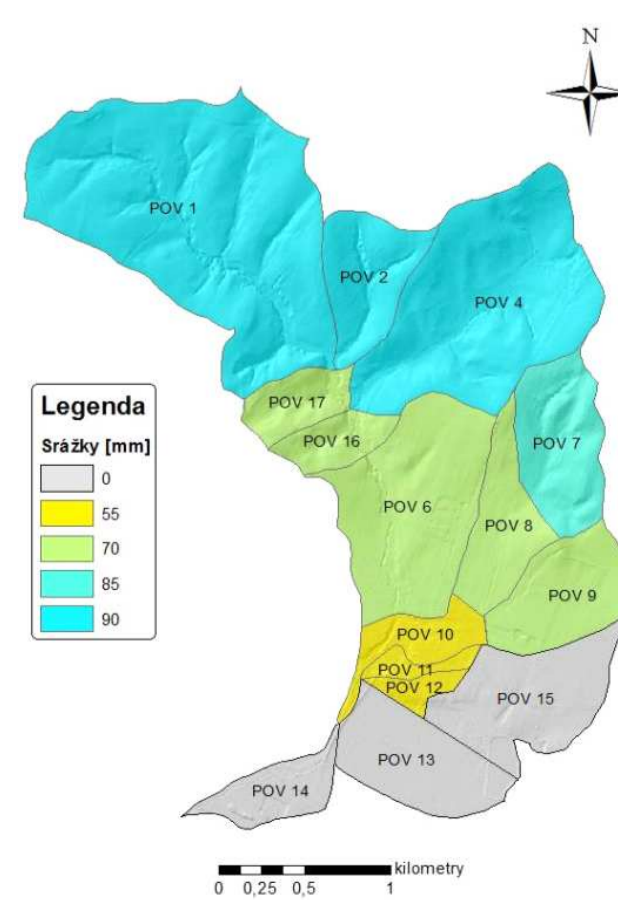 N
POV 1
POV 2
POV 4
POV 17
POV 16
POV 7
POV 6
POV 8
POV 9
POV 10
POV 11
POV 12
POV 15
POV 13
POV 14
Legenda
Srážky [mm]
0
55
70
85
90
kilometry
0 0,25 0,5 1